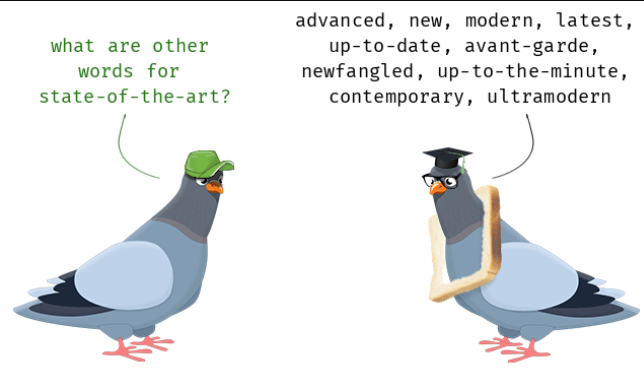 what are other
words for
state-of-the-art?
advanced, new, modern, latest,
up-to-date, avant-garde,
newfangled, up-to-the-minute,
contemporary, ultramodern